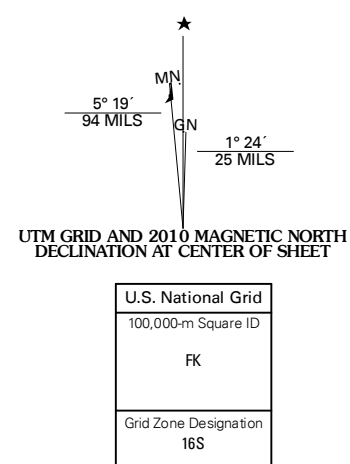 ★
MN.
5° 19´
94 MILS
GN
1° 24´
25 MILS
UTM GRID AND 2010 MAGNETIC NORTH
DECLINATION AT CENTER OF SHEET
U.S. National Grid
100,000-m Square ID
FK
Grid Zone Designation
16S